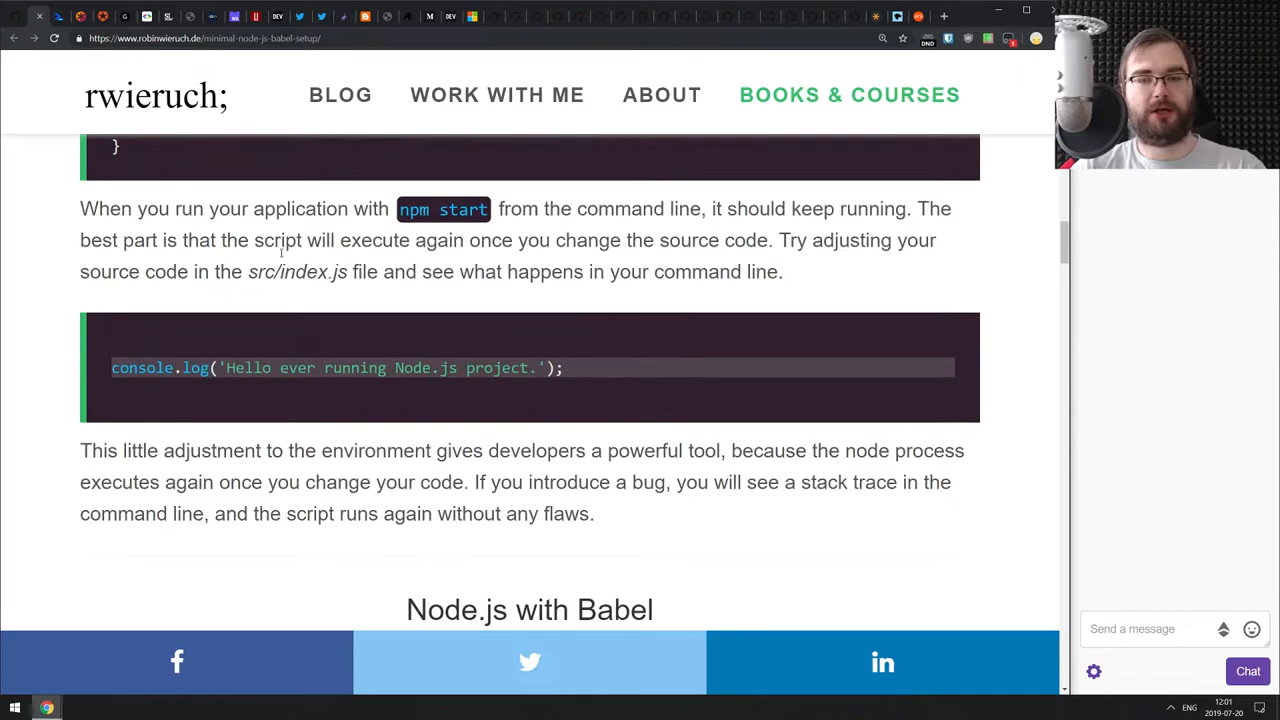 https://www.robinwieruch.de/minimal-node-js-babel-setup/
DND
1
rwieruch;
BLOG
WORK WITH ME
ABOUT
BOOKS & COURSES
}
When you run your application with npm start from the command line, it should keep running. The
best part is that the script will execute again once you change the source code. Try adjusting your
source code in the src/index.js file and see what happens in your command line.
console.log('Hello ever running Node.js project.');
This little adjustment to the environment gives developers a powerful tool, because the node process
executes again once you change your code. If you introduce a bug, you will see a stack trace in the
command line, and the script runs again without any flaws.
Node.js with Babel
Send a message
Chat
ENG
12:01
2019-07-20